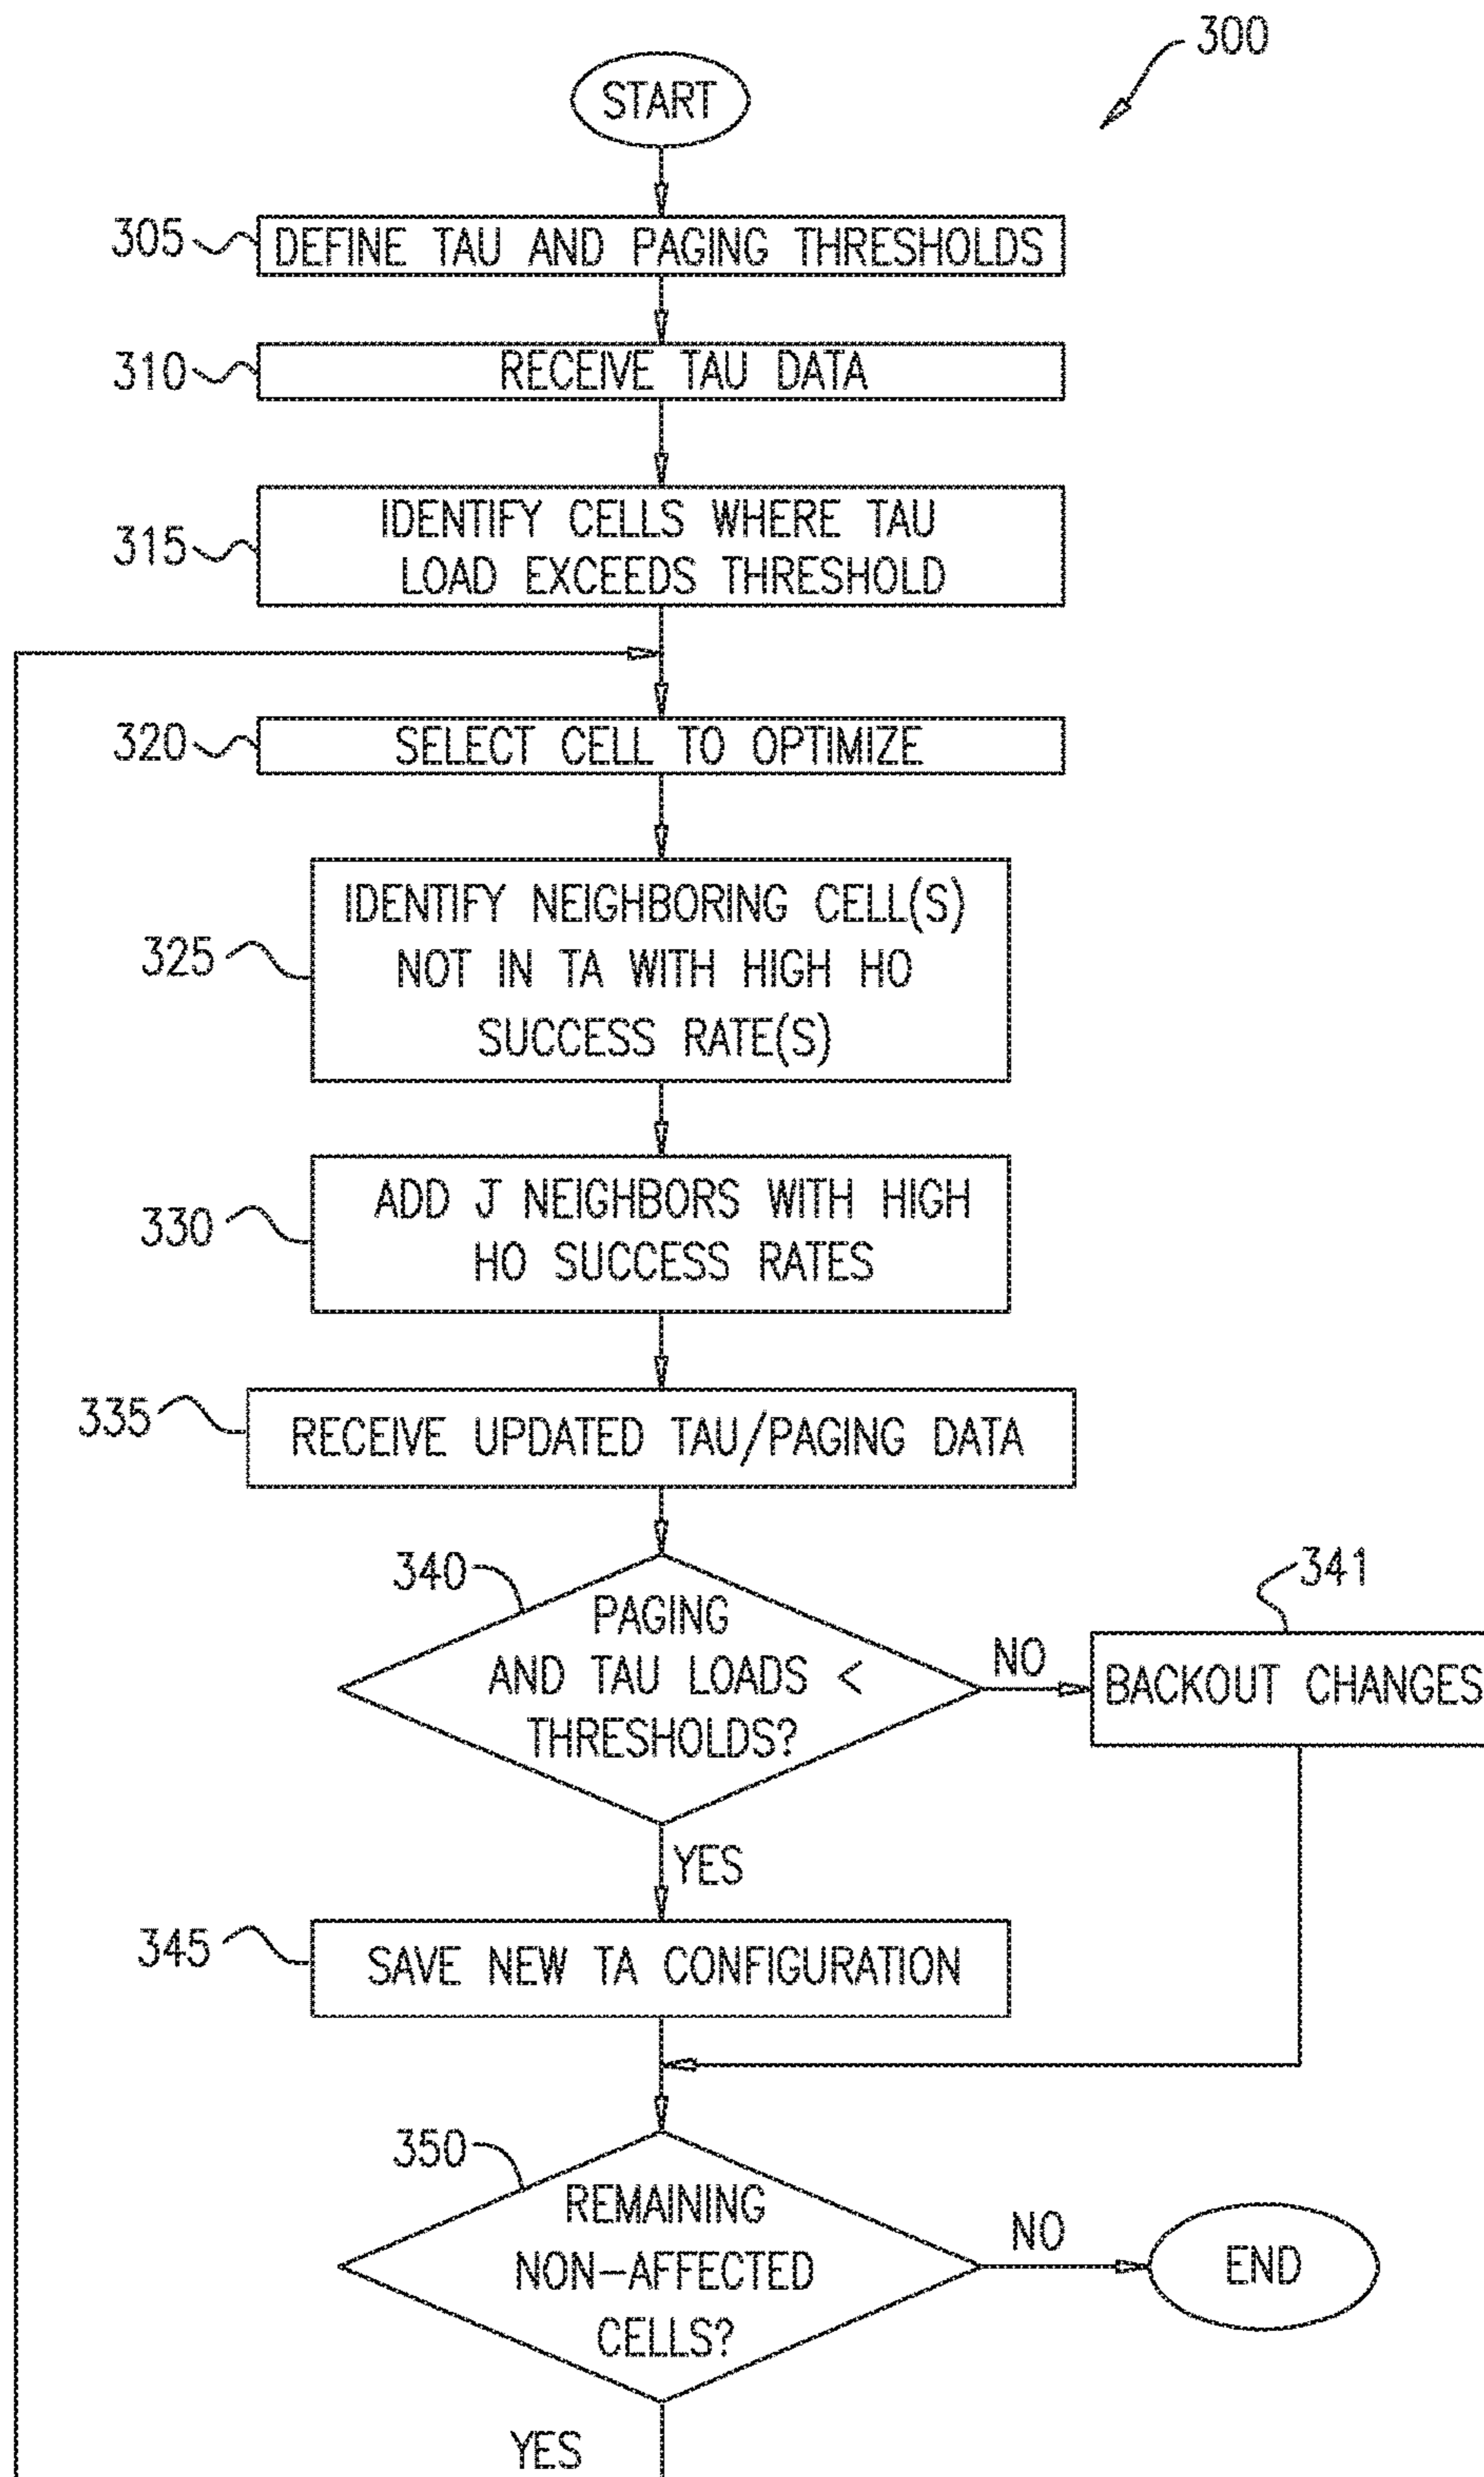 300
START
305
DEFINE TAU AND PAGING THRESHOLDS
310
RECEIVE TAU DATA
315
IDENTIFY CELLS WHERE TAU
LOAD EXCEEDS THRESHOLD
320
SELECT CELL TO OPTIMIZE
325
IDENTIFY NEIGHBORING CELL(S)
NOT IN TA WITH HIGH HO
SUCCESS RATE(S)
330
ADD J NEIGHBORS WITH HIGH
HO SUCCESS RATES
335
RECEIVE UPDATED TAU/PAGING DATA
340
PAGING
AND TAU LOADS <
THRESHOLDS?
NO
341
BACKOUT CHANGES
YES
345
SAVE NEW TA CONFIGURATION
350
REMAINING
NON-AFFECTED
CELLS?
NO
END
YES